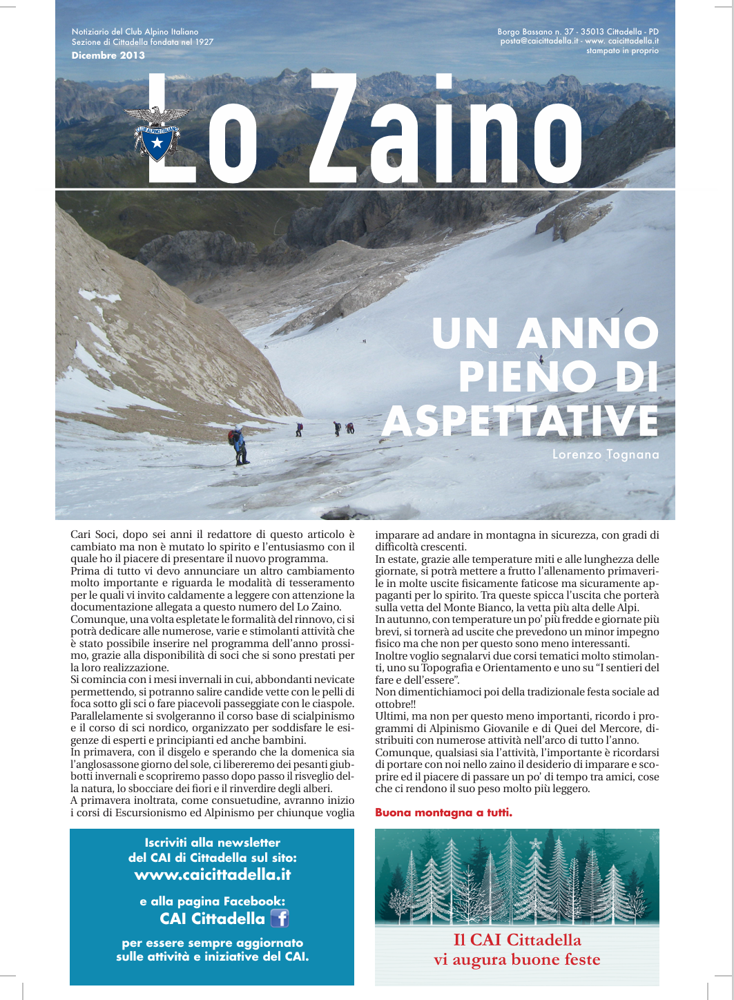 Notiziario del Club Alpino Italiano
Sezione di Cittadella fondata nel 1927
Dicembre 2013
Borgo Bassano n. 37 - 35013 Cittadella - PD
posta@caicittadella.it - www. caicittadella.it
stampato in proprio
Lo Zaino
CLUB ALPINO ITALIANO
UN ANNO
PIENO DI
ASPETTATIVE
Lorenzo Tognana
Cari Soci, dopo sei anni il redattore di questo articolo è
cambiato ma non è mutato lo spirito e l’entusiasmo con il
quale ho il piacere di presentare il nuovo programma.
Prima di tutto vi devo annunciare un altro cambiamento
molto importante e riguarda le modalità di tesseramento
per le quali vi invito caldamente a leggere con attenzione la
documentazione allegata a questo numero del Lo Zaino.
Comunque, una volta espletate le formalità del rinnovo, ci si
potrà dedicare alle numerose, varie e stimolanti attività che
è stato possibile inserire nel programma dell’anno prossi-
mo, grazie alla disponibilità di soci che si sono prestati per
la loro realizzazione.
Si comincia con i mesi invernali in cui, abbondanti nevicate
permettendo, si potranno salire candide vette con le pelli di
foca sotto gli sci o fare piacevoli passeggiate con le ciaspole.
Parallelamente si svolgeranno il corso base di scialpinismo
e il corso di sci nordico, organizzato per soddisfare le esi-
genze di esperti e principianti ed anche bambini.
In primavera, con il disgelo e sperando che la domenica sia
l’anglosassone giorno del sole, ci libereremo dei pesanti giub-
botti invernali e scopriremo passo dopo passo il risveglio del-
la natura, lo sbocciare dei fiori e il rinverdire degli alberi.
A primavera inoltrata, come consuetudine, avranno inizio
i corsi di Escursionismo ed Alpinismo per chiunque voglia
imparare ad andare in montagna in sicurezza, con gradi di
difficoltà crescenti.
In estate, grazie alle temperature miti e alle lunghezza delle
giornate, si potrà mettere a frutto l’allenamento primaveri-
le in molte uscite fisicamente faticose ma sicuramente ap-
paganti per lo spirito. Tra queste spicca l’uscita che porterà
sulla vetta del Monte Bianco, la vetta più alta delle Alpi.
In autunno, con temperature un po’ più fredde e giornate più
brevi, si tornerà ad uscite che prevedono un minor impegno
fisico ma che non per questo sono meno interessanti.
Inoltre voglio segnalarvi due corsi tematici molto stimolan-
ti, uno su Topografia e Orientamento e uno su “I sentieri del
fare e dell’essere”.
Non dimentichiamoci poi della tradizionale festa sociale ad
ottobre!!
Ultimi, ma non per questo meno importanti, ricordo i pro-
grammi di Alpinismo Giovanile e di Quei del Mercore, di-
stribuiti con numerose attività nell’arco di tutto l’anno.
Comunque, qualsiasi sia l’attività, l’importante è ricordarsi
di portare con noi nello zaino il desiderio di imparare e sco-
prire ed il piacere di passare un po’ di tempo tra amici, cose
che ci rendono il suo peso molto più leggero.
Buona montagna a tutti.
Iscriviti alla newsletter
del CAI di Cittadella sul sito:
www.caicittadella.it
e alla pagina Facebook:
CAI Cittadella f
per essere sempre aggiornato
sulle attività e iniziative del CAI.
Il CAI Cittadella
vi augura buone feste